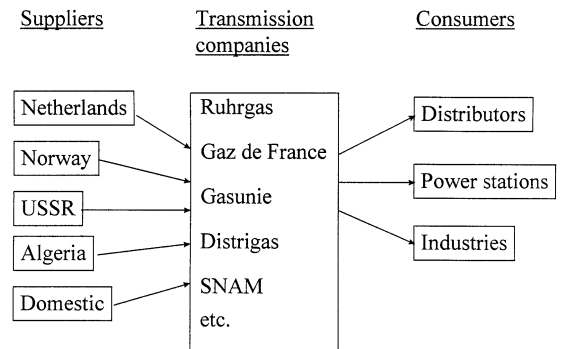 Suppliers
Transmission
companies
Consumers
Netherlands
Norway
USSR
Algeria
Domestic
Ruhrgas
Gaz de France
Gasunie
Distrigas
SNAM
etc.
Distributors
Power stations
Industries